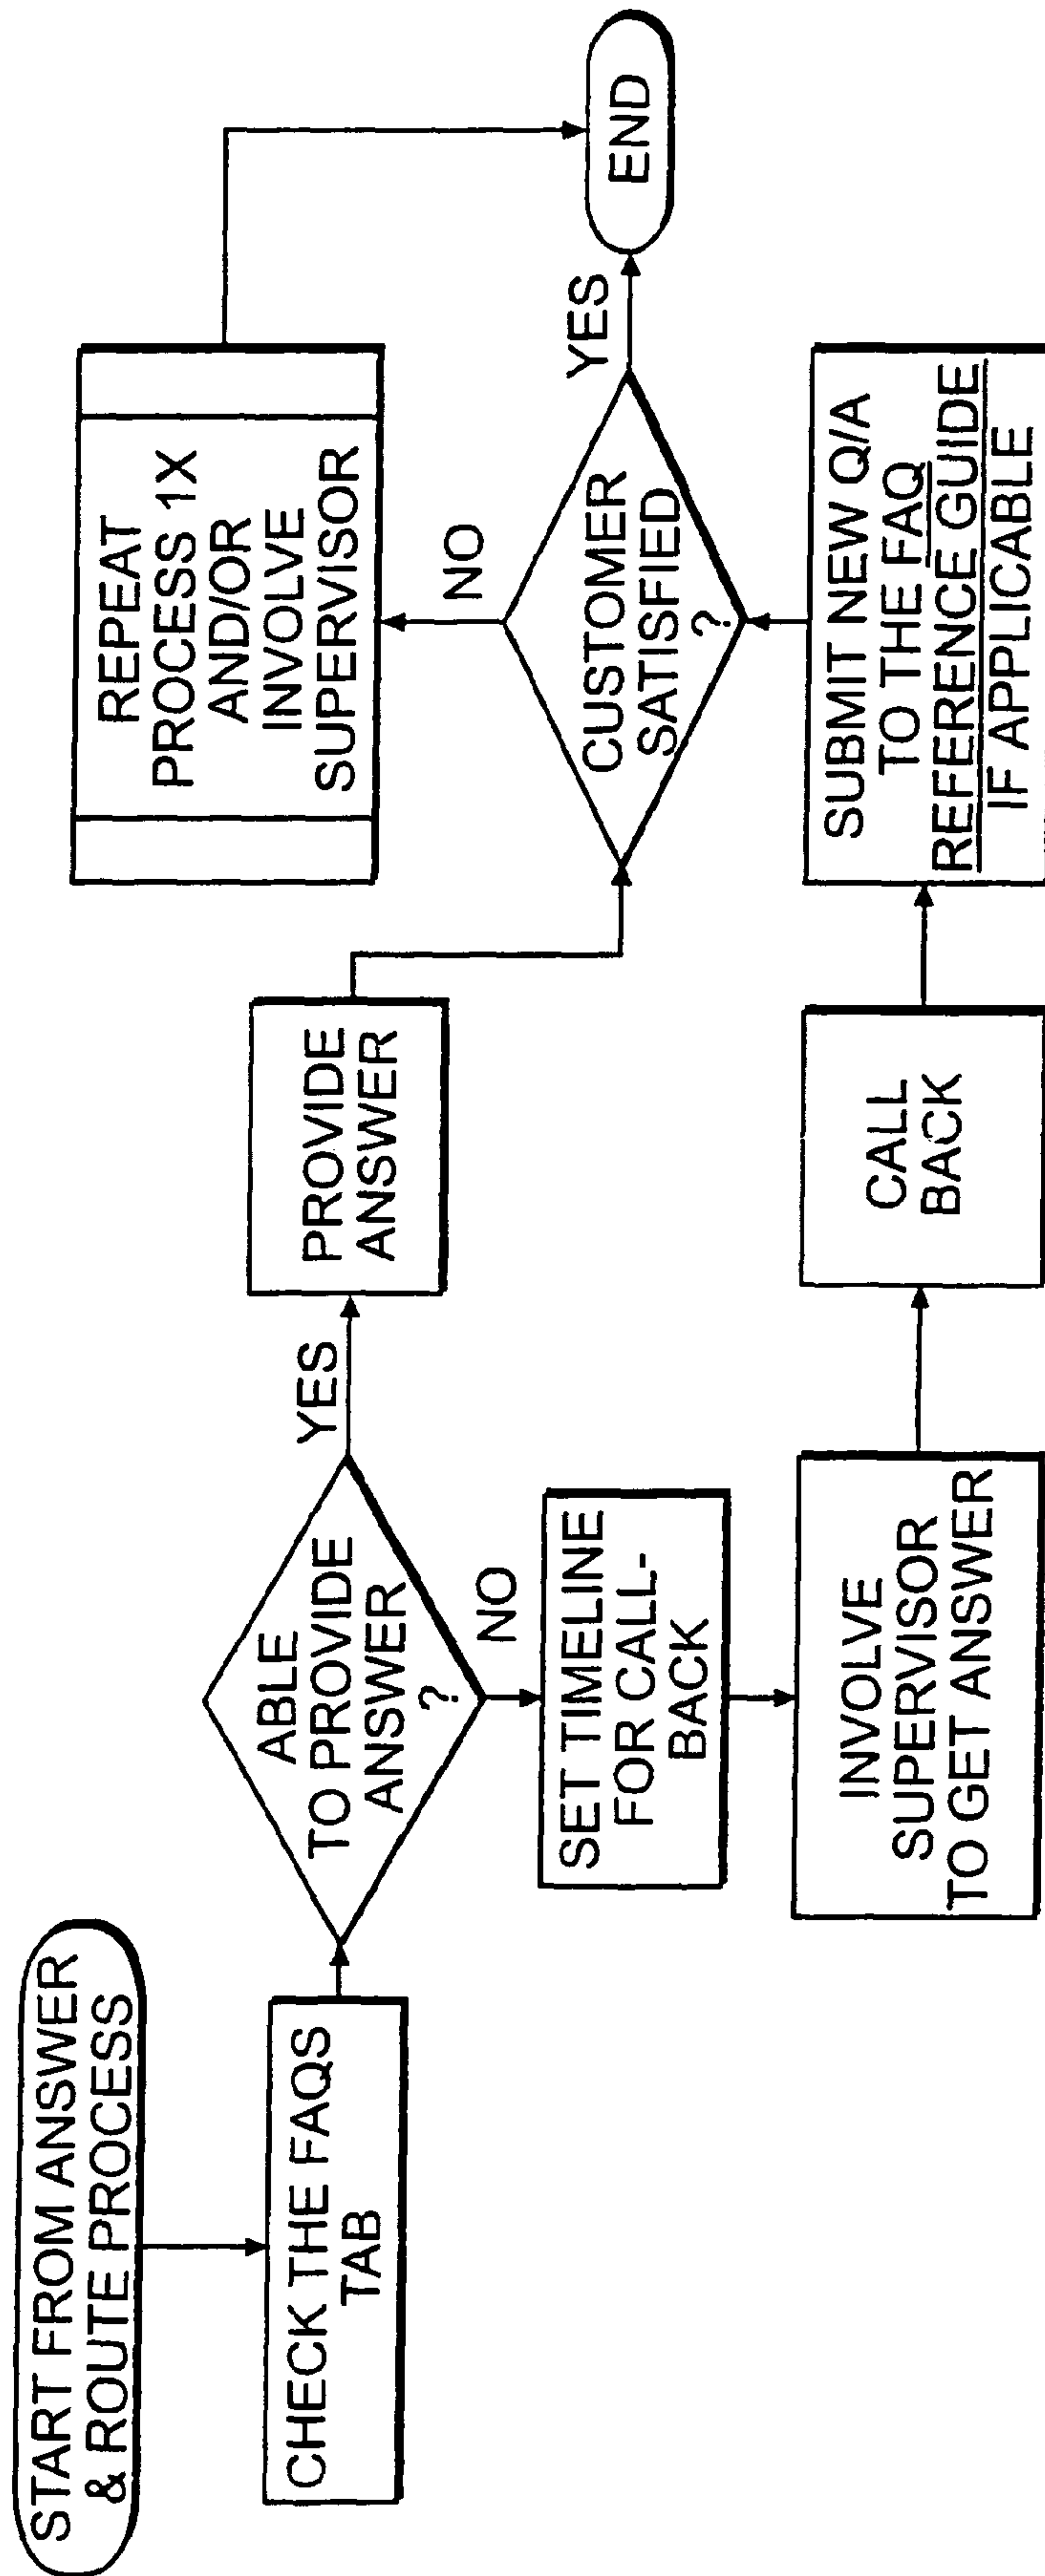 START FROM ANSWER
& ROUTE PROCESS
CHECK THE FAQS
TAB
ABLE
TO PROVIDE
ANSWER
?
YES
NO
PROVIDE
ANSWER
SET TIMELINE
FOR CALL-
BACK
INVOLVE
SUPERVISOR
TO GET ANSWER
CALL
BACK
SUBMIT NEW Q/A
TO THE FAQ
REFERENCE GUIDE
IF APPLICABLE
CUSTOMER
SATISFIED
?
NO
YES
REPEAT
PROCESS 1X
AND/OR
INVOLVE
SUPERVISOR
END